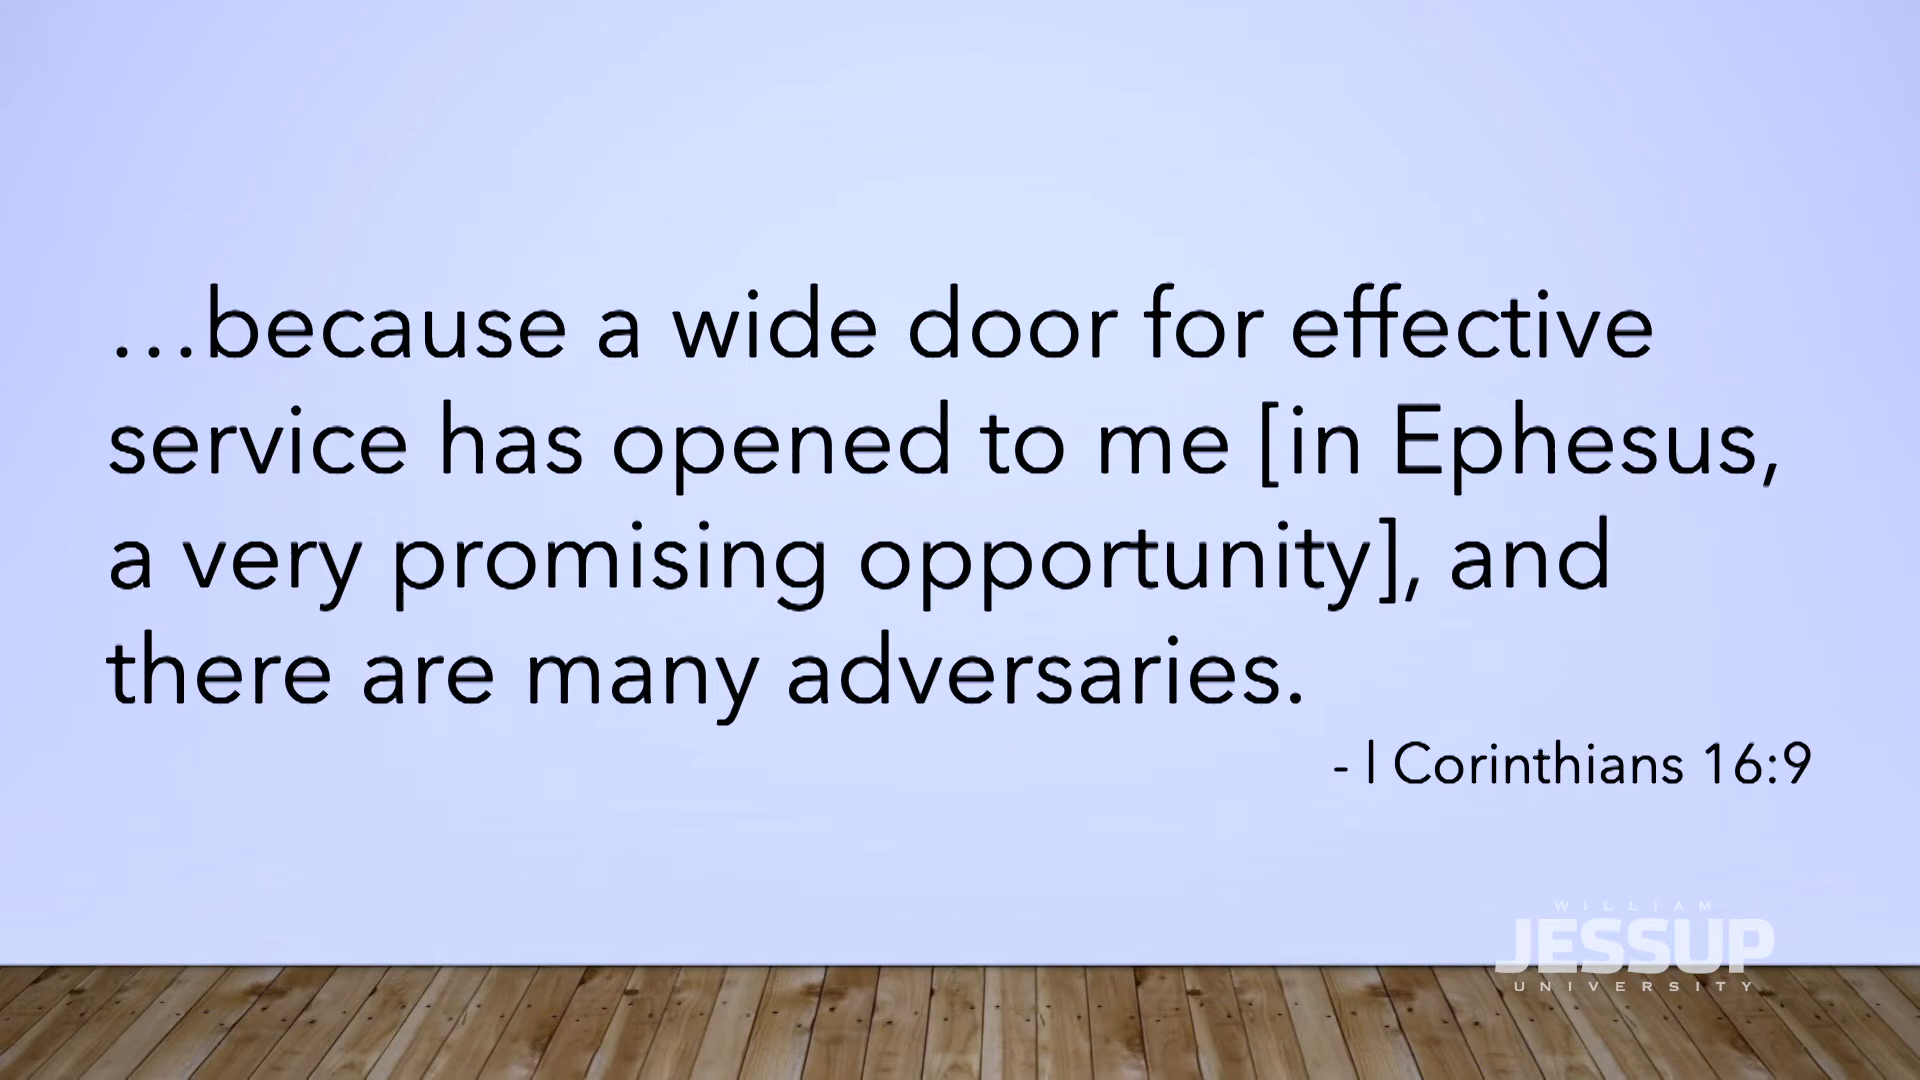 …because a wide door for effective
service has opened to me [in Ephesus,
a very promising opportunity], and
there are many adversaries.
- I Corinthians 16:9
WILLIAM
JESSUP
UNIVERSITY